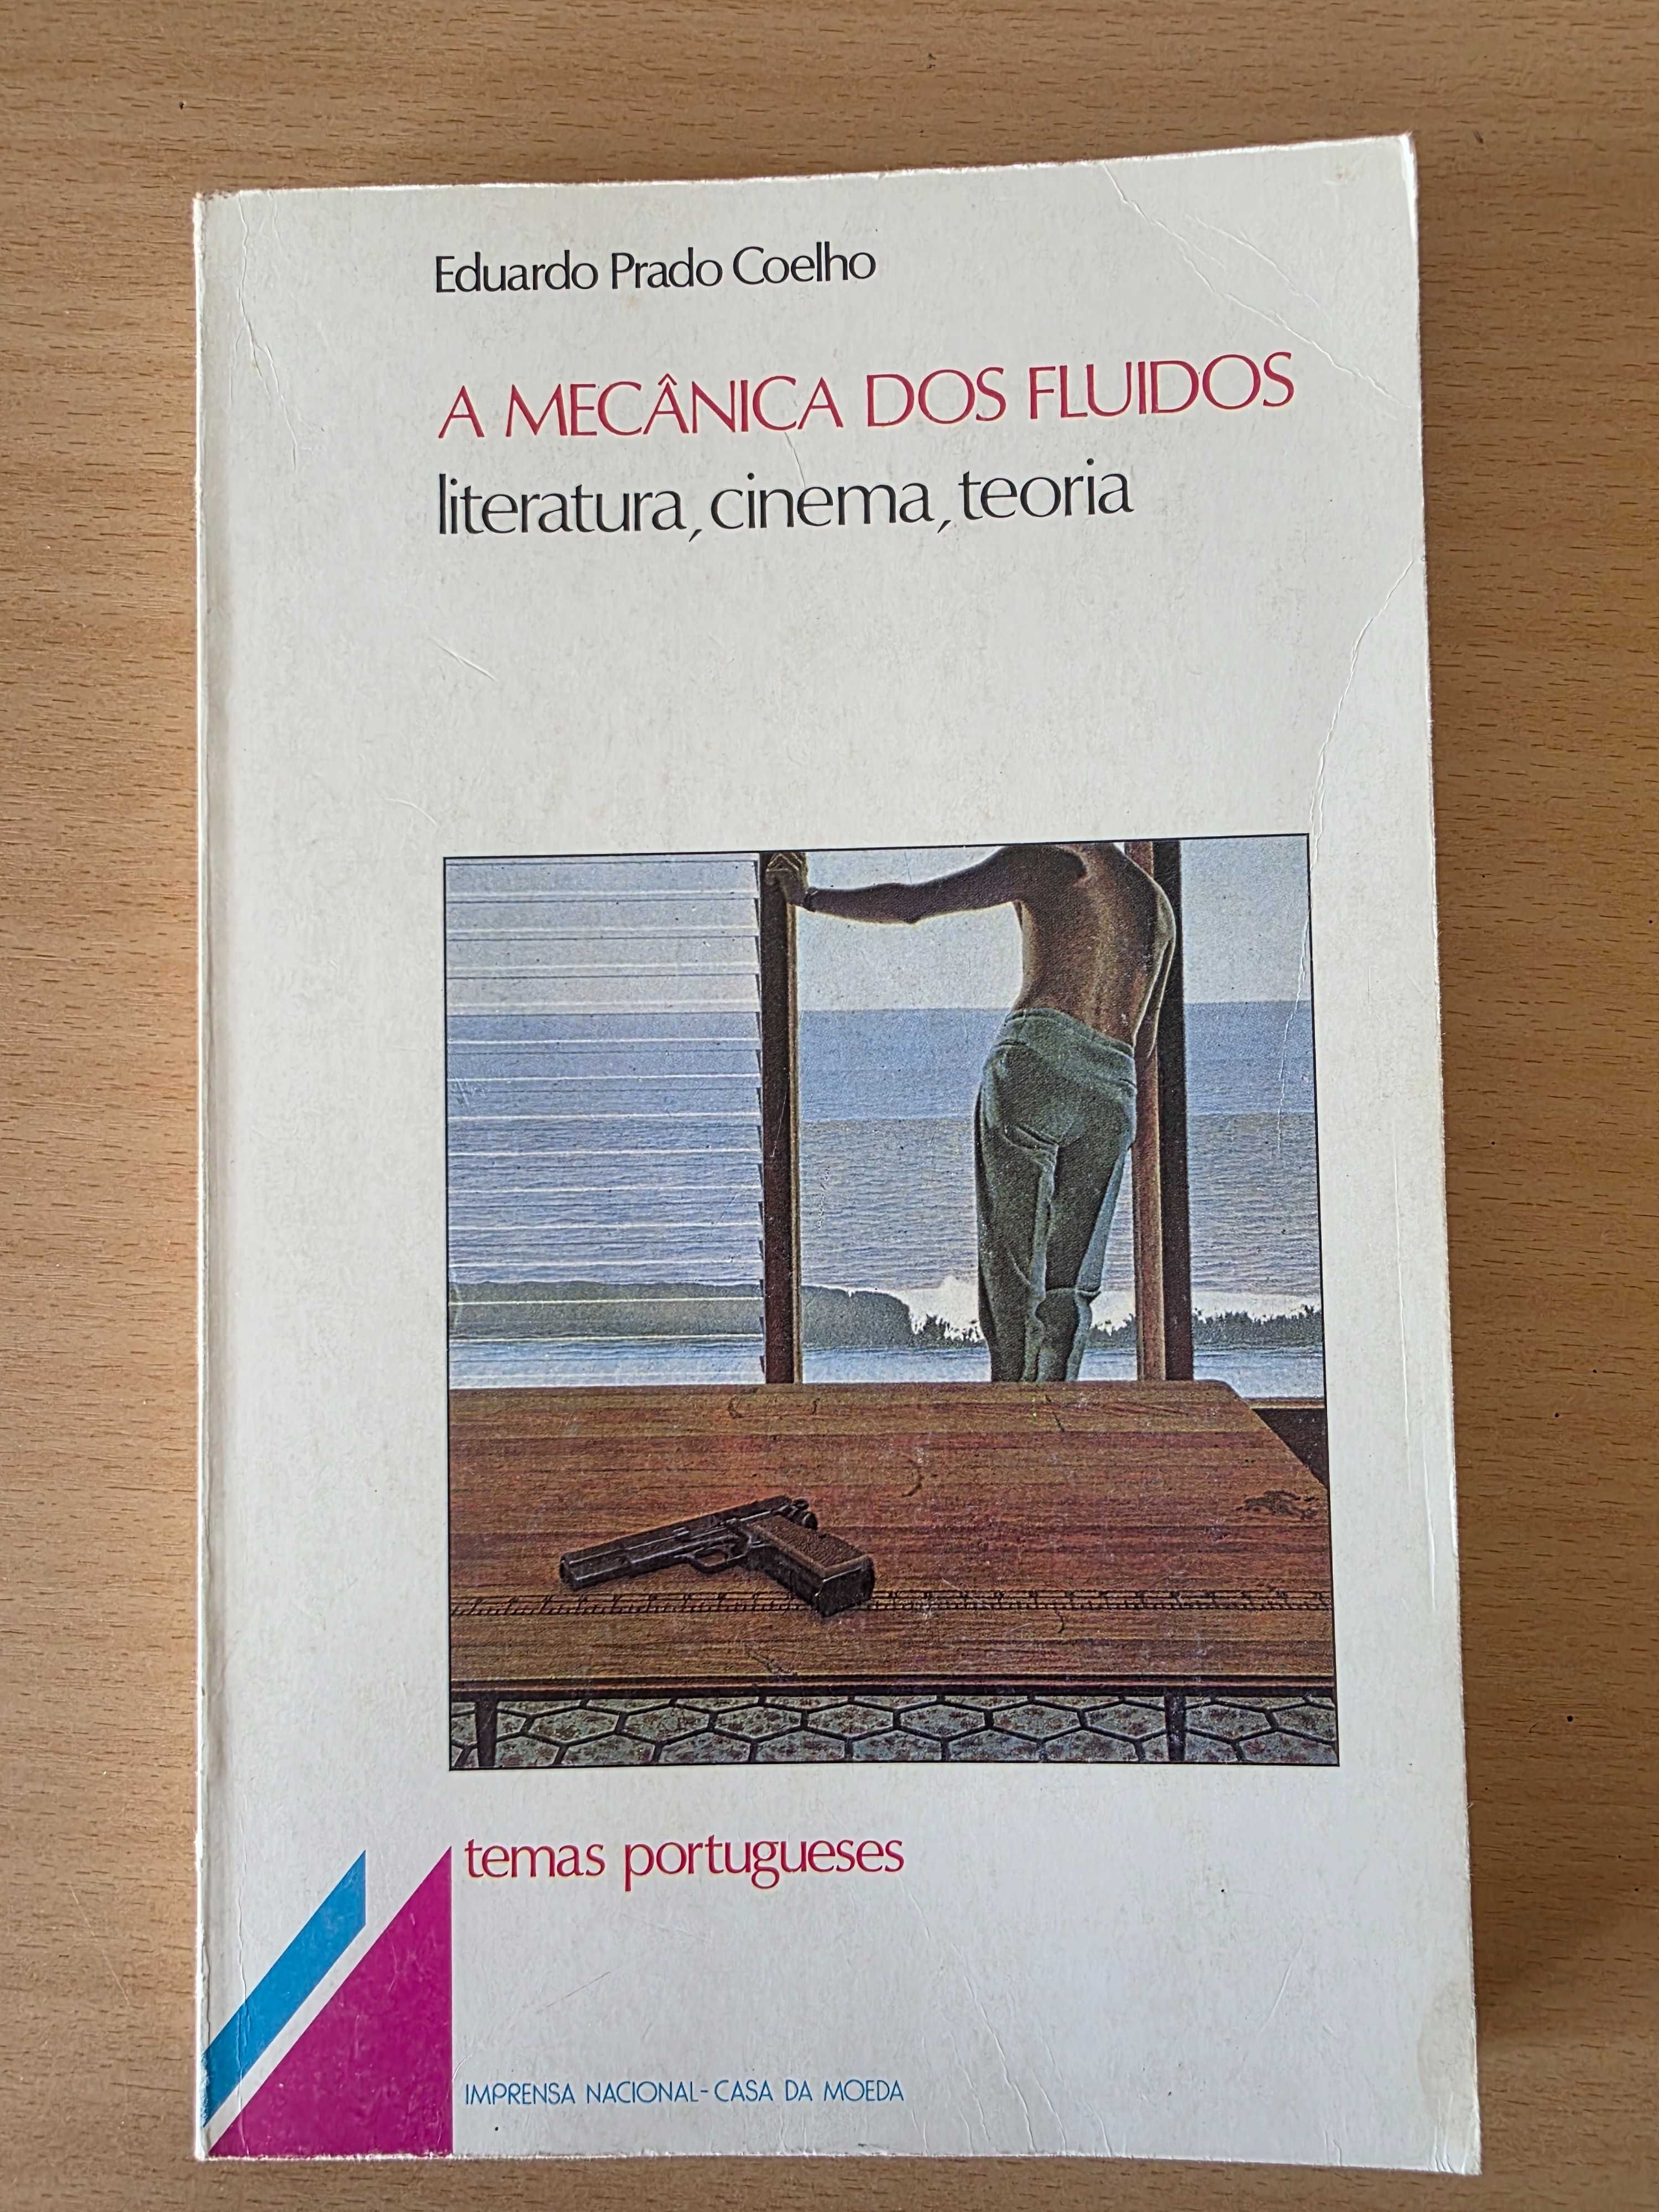 Eduardo Prado Coelho
A MECÂNICA DOS FLUIDOS
literatura, cinema, teoria
temas portugueses
IMPRENSA NACIONAL-CASA DA MOEDA